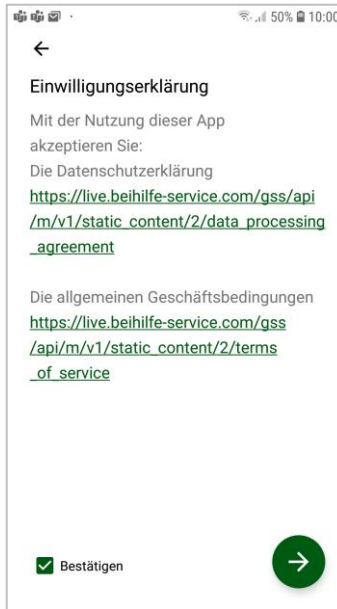 50% 10:00
Einwilligungserklärung
Mit der Nutzung dieser App
akzeptieren Sie:
Die Datenschutzerklärung
https://live.beihilfe-service.com/gss/api
/m/v1/static_content/2/data_processing
_agreement
Die allgemeinen Geschäftsbedingungen
https://live.beihilfe-service.com/gss
/api/m/v1/static_content/2/terms
_of_service
Bestätigen